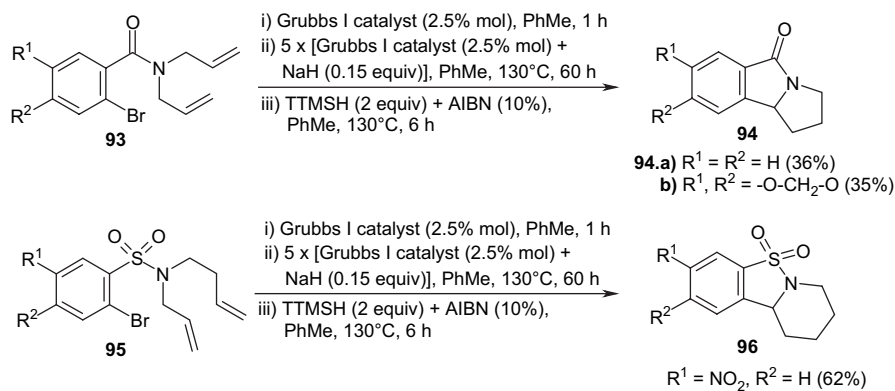 R¹
R²
O
N
Br
93
i) Grubbs I catalyst (2.5% mol), PhMe, 1 h
ii) 5 x [Grubbs I catalyst (2.5% mol) +
NaH (0.15 equiv)], PhMe, 130°C, 60 h
iii) TTMSH (2 equiv) + AIBN (10%),
PhMe, 130°C, 6 h
R¹
R²
O
N
94
94.a) R¹ = R² = H (36%)
b) R¹, R² = -O-CH₂-O (35%)
R¹
R²
O O
S
N
Br
95
i) Grubbs I catalyst (2.5% mol), PhMe, 1 h
ii) 5 x [Grubbs I catalyst (2.5% mol) +
NaH (0.15 equiv)], PhMe, 130°C, 60 h
iii) TTMSH (2 equiv) + AIBN (10%),
PhMe, 130°C, 6 h
R¹
R²
O
S O
N
96
R¹ = NO₂, R² = H (62%)